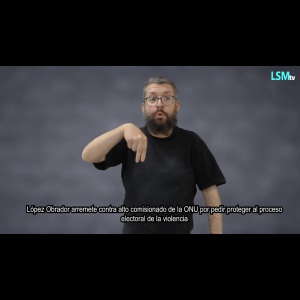 LSMtv
López Obrador arremete contra alto comisionado de la ONU por pedir proteger al proceso
electoral de la violencia